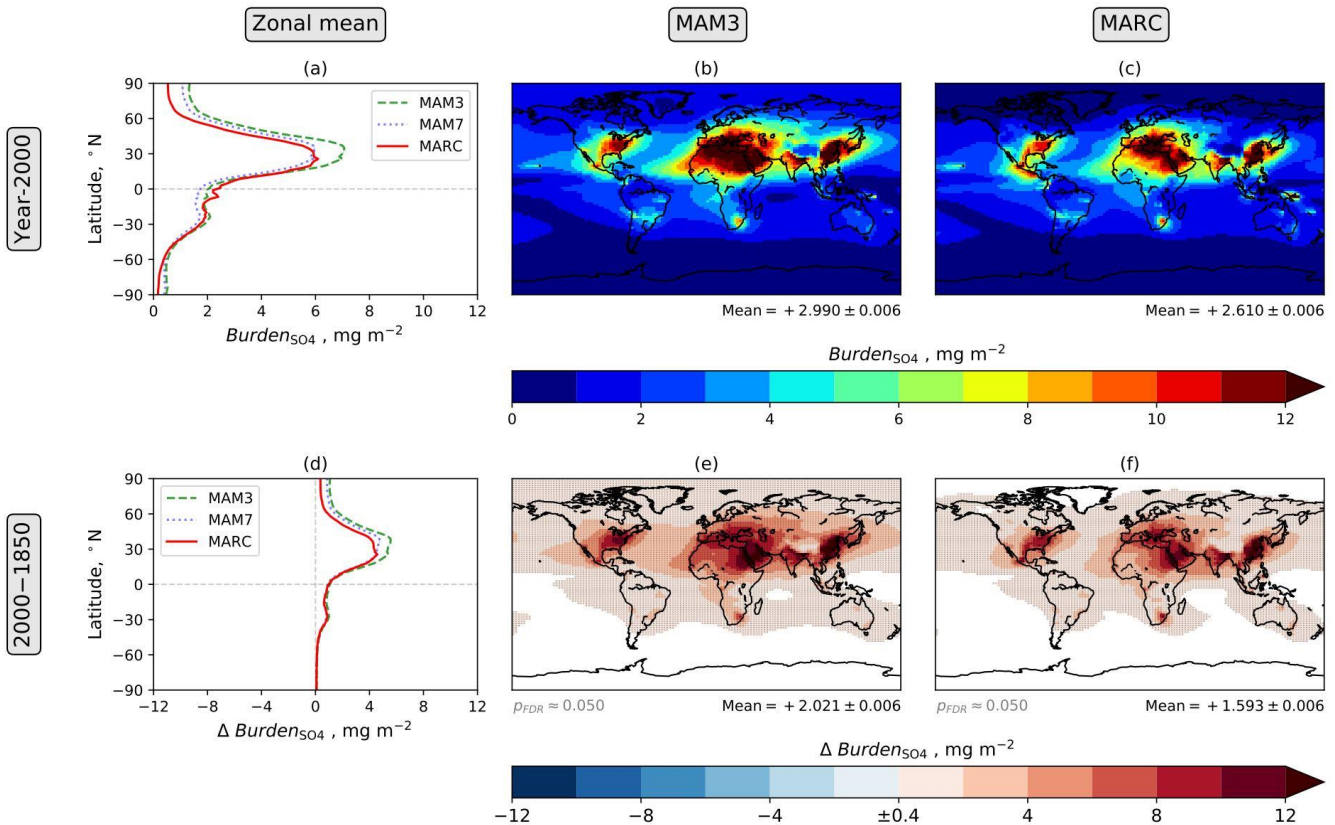 Zonal mean
MAM3
MARC
Year-2000
(a)
(b)
(c)
90
60
30
0
−30
−60
−90
Latitude, °N
MAM3
MAM7
MARC
0 2 4 6 8 10 12
Burden_SO4 , mg m−2
Mean = +2.990 ± 0.006
Mean = +2.610 ± 0.006
Burden_SO4 , mg m−2
0 2 4 6 8 10 12
2000−1850
(d)
(e)
(f)
90
60
30
0
−30
−60
−90
Latitude, °N
MAM3
MAM7
MARC
−12 −8 −4 0 4 8 12
Δ Burden_SO4 , mg m−2
p_FDR ≈ 0.050
Mean = +2.021 ± 0.006
p_FDR ≈ 0.050
Mean = +1.593 ± 0.006
Δ Burden_SO4 , mg m−2
−12 −8 −4 ±0.4 4 8 12